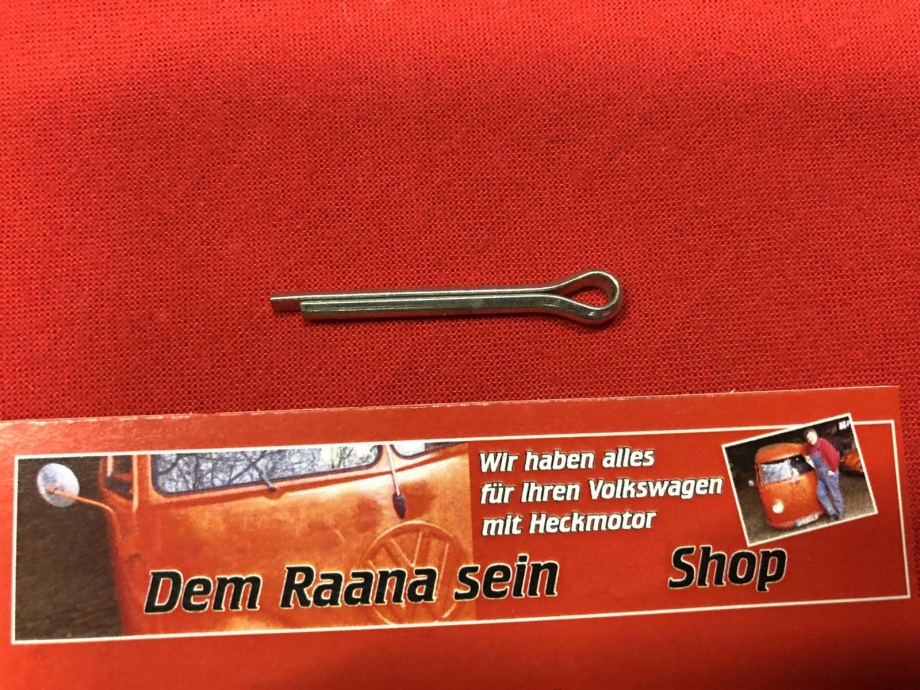 Wir haben alles
für Ihren Volkswagen
mit Heckmotor
Dem Raana sein Shop